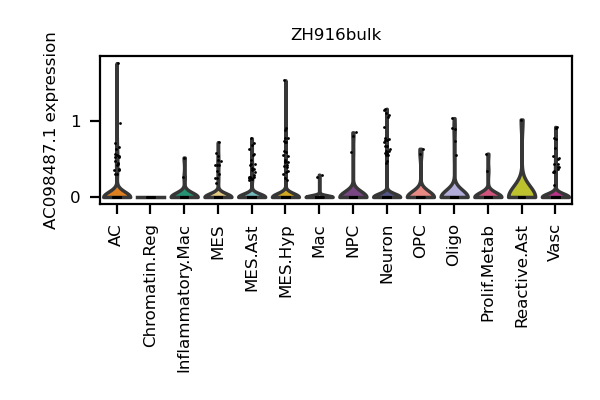 ZH916bulk
AC098487.1 expression
1
0
AC
Chromatin.Reg
Inflammatory.Mac
MES
MES.Ast
MES.Hyp
Mac
NPC
Neuron
OPC
Oligo
Prolif.Metab
Reactive.Ast
Vasc